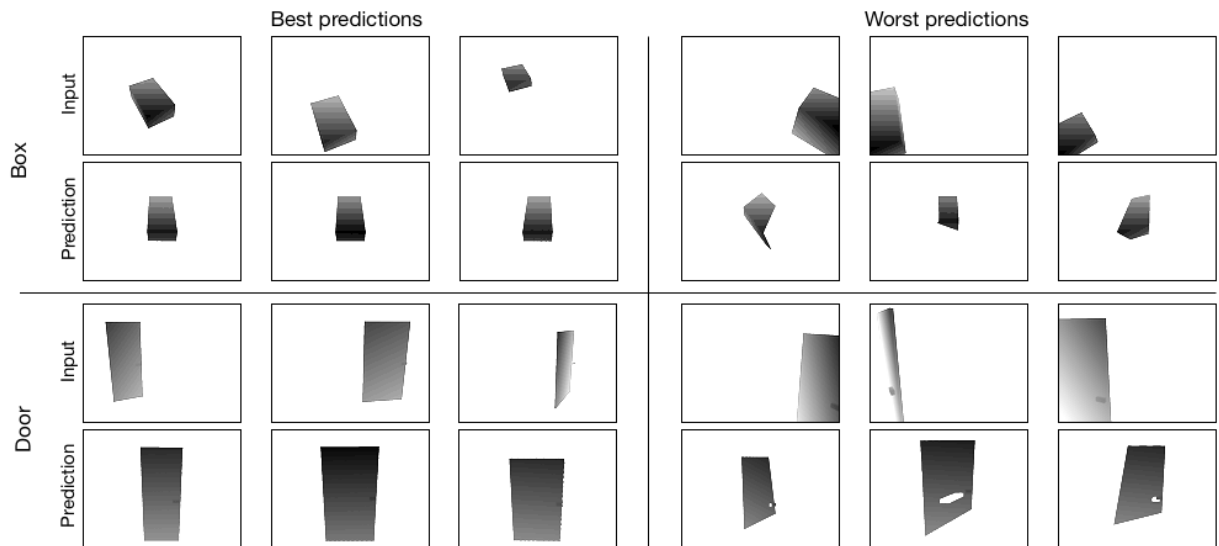 Best predictions
Worst predictions
Box
Input
Prediction
Door
Input
Prediction